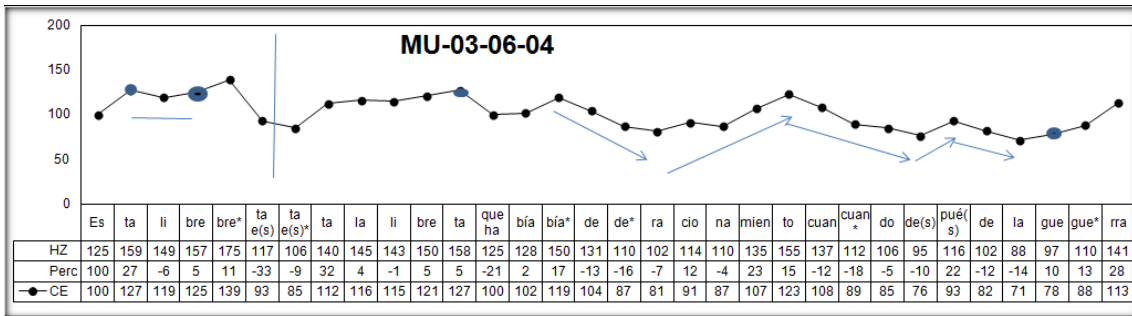 MU-03-06-04
200
150
100
50
0
Es ta li bre bre* ta e(s) ta e(s)* ta la li bre ta que ha bía bía* de de* ra cio na mien to cuan cuan* do de(s) pué(s) de la gue gue* rra
HZ 125 159 149 157 175 117 106 140 145 143 150 158 125 128 150 131 110 102 114 110 135 155 137 112 106 95 116 102 88 97 110 141
Perc 100 27 -6 5 11 -33 -9 32 4 -1 5 5 -21 2 17 -13 -16 -7 12 -4 23 15 -12 -18 -5 -10 22 -12 -14 10 13 28
CE 100 127 119 125 139 93 85 112 116 115 121 127 100 102 119 104 87 81 91 87 107 123 108 89 85 76 93 82 71 78 88 113